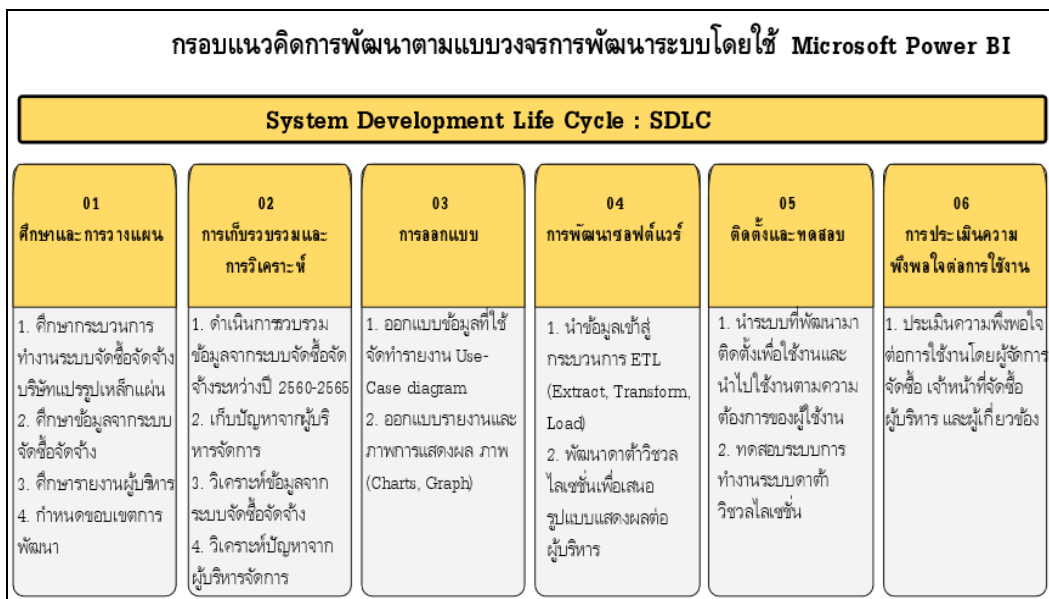 กรอบแนวคิดการพัฒนาตามแบบวงจรการพัฒนาระบบโดยใช้ Microsoft Power BI
System Development Life Cycle : SDLC
01
ศึกษาและการวางแผน
1. ศึกษากระบวนการ
ทำงานระบบจัดซื้อจัดจ้าง
บริษัทแปรรูปเหล็กแผ่น
2. ศึกษาข้อมูลจากระบบ
จัดซื้อจัดจ้าง
3. ศึกษารายงานผู้บริหาร
4. กำหนดขอบเขตการ
พัฒนา
02
การเก็บรวบรวมและ
การวิเคราะห์
1. ดำเนินการรวบรวม
ข้อมูลจากระบบจัดซื้อจัด
จ้างระหว่างปี 2560-2565
2. เก็บปัญหาจากผู้บริ
หารจัดการ
3. วิเคราะห์ข้อมูลจาก
ระบบจัดซื้อจัดจ้าง
4. วิเคราะห์ปัญหาจาก
ผู้บริหารจัดการ
03
การออกแบบ
1. ออกแบบข้อมูลที่ใช้
จัดทำรายงาน Use-
Case diagram
2. ออกแบบรายงานและ
ภาพการแสดงผล ภาพ
(Charts, Graph)
04
การพัฒนาซอฟต์แวร์
1. นำข้อมูลเข้าสู่
กระบวนการ ETL
(Extract, Transform,
Load)
2. พัฒนาดาต้าวิชวล
ไลเซชั่นเพื่อเสนอ
รูปแบบแสดงผลต่อ
ผู้บริหาร
05
ติดตั้งและทดสอบ
1. นำระบบที่พัฒนามา
ติดตั้งเพื่อใช้งานและ
นำไปใช้งานตามความ
ต้องการของผู้ใช้งาน
2. ทดสอบระบบการ
ทำงานระบบดาต้า
วิชวลไลเซชั่น
06
การประเมินความ
พึงพอใจต่อการใช้งาน
1. ประเมินความพึงพอใจ
ต่อการใช้งานโดยผู้จัดการ
จัดซื้อ เจ้าหน้าที่จัดซื้อ
ผู้บริหาร และผู้เกี่ยวข้อง